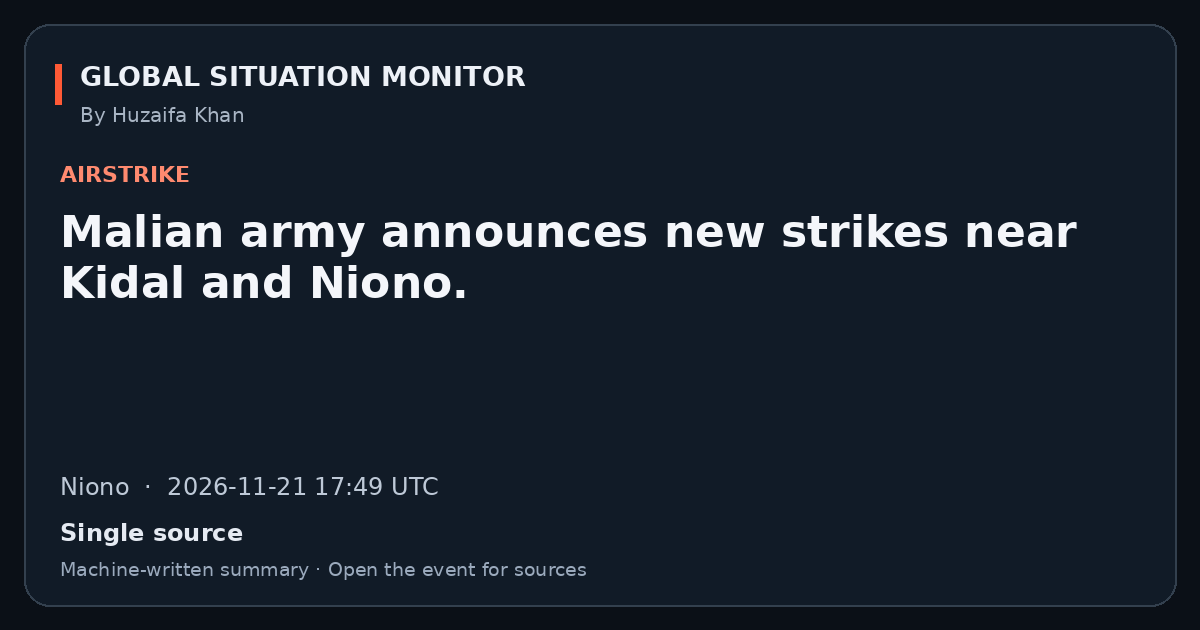 GLOBAL SITUATION MONITOR
By Huzaifa Khan
AIRSTRIKE
Malian army announces new strikes near
Kidal and Niono.
Niono · 2026-11-21 17:49 UTC
Single source
Machine-written summary · Open the event for sources